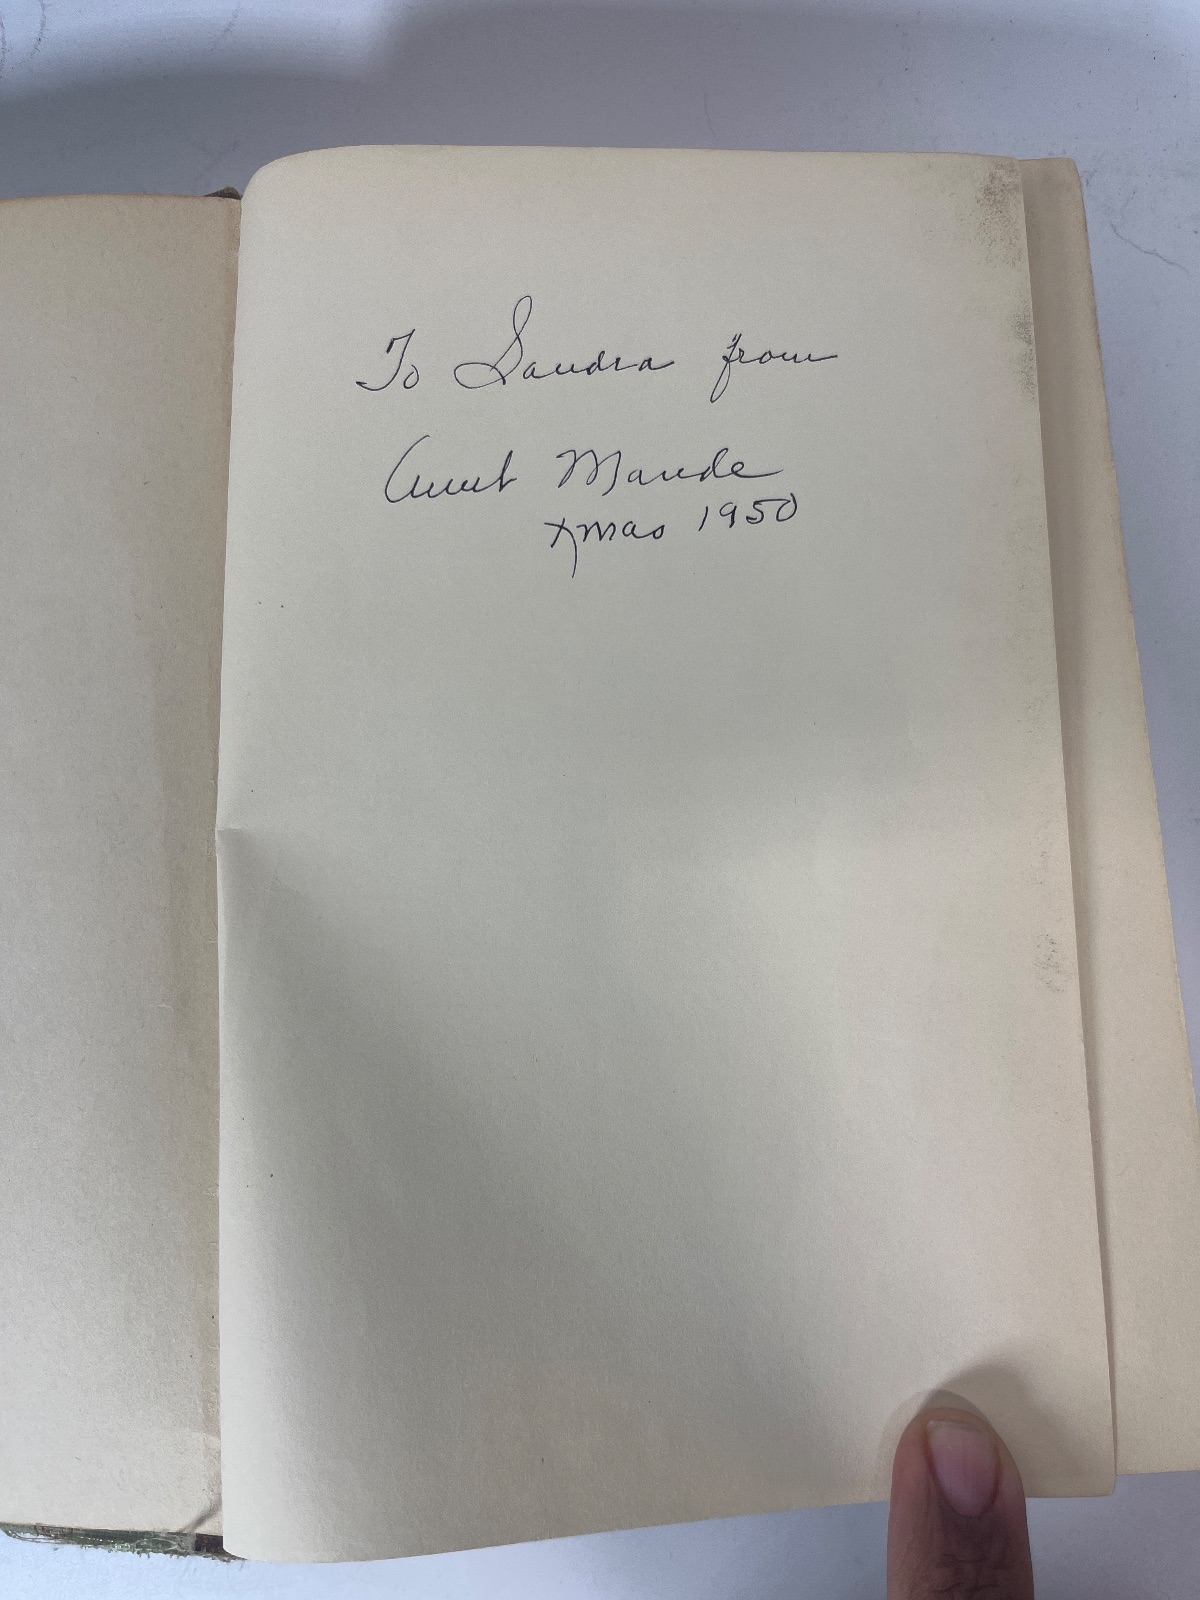 To Sandra from
Aunt Maude
Xmas 1950